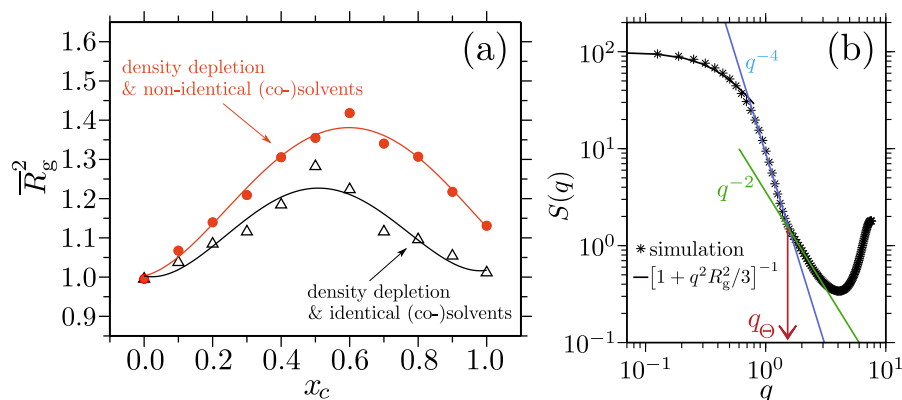 (a)
density depletion
& non-identical (co-)solvents
density depletion
& identical (co-)solvents
R̅²g
1.6
1.5
1.4
1.3
1.2
1.1
1.0
0.9
0.0 0.2 0.4 0.6 0.8 1.0
x_c
(b)
q⁻⁴
q⁻²
S(q)
10²
10¹
10⁰
10⁻¹
* simulation
— [1 + q²R_g²/3]⁻¹
q_Θ
10⁻¹ 10⁰ 10¹
q